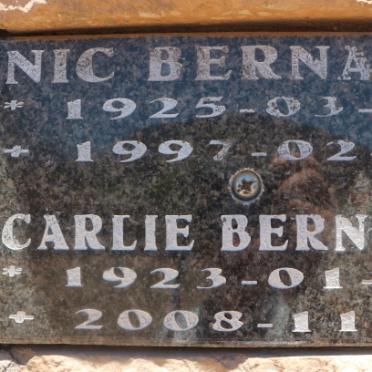 NIC BERNA
* 1925-03-
+ 1997-02
CARLIE BERN
* 1923-01-
+ 2008-11